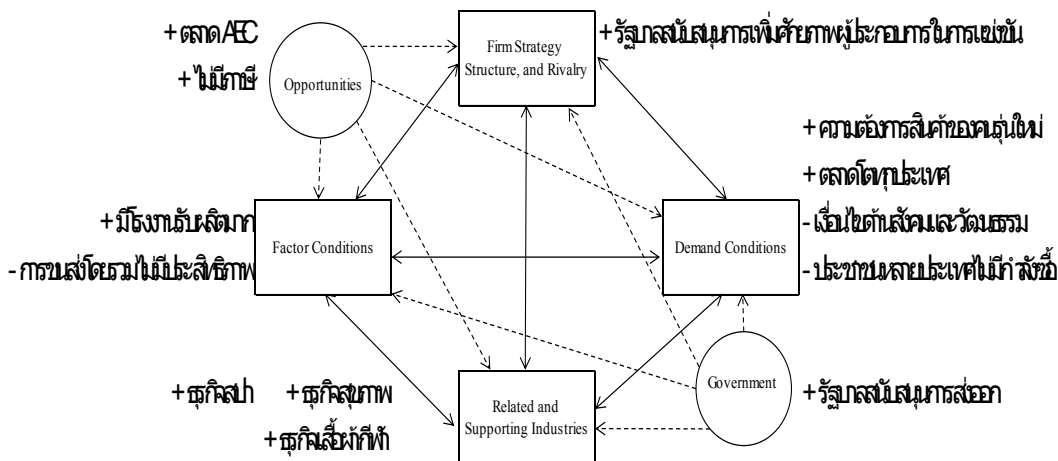 + ตลาด AEC
+ ไม่มีภาษี
Opportunities
Firm Strategy
Structure, and Rivalry
+ รัฐบาลสนับสนุนการเพิ่มศักยภาพผู้ประกอบการในการแข่งขัน
+ ความต้องการสินค้าของคนรุ่นใหม่
+ ตลาดโตทุกประเทศ
- เงื่อนไขด้านสังคมและวัฒนธรรม
- ประชาชนหลายประเทศไม่มีกำลังซื้อ
+ มีโรงงานรับผลิตมาก
- การขนส่งโดยรวมไม่มีประสิทธิภาพ
Factor Conditions
Demand Conditions
+ ธุรกิจสปา + ธุรกิจสุขภาพ
+ ธุรกิจเสื้อผ้ากีฬา
Related and
Supporting Industries
Government
+ รัฐบาลสนับสนุนการส่งออก